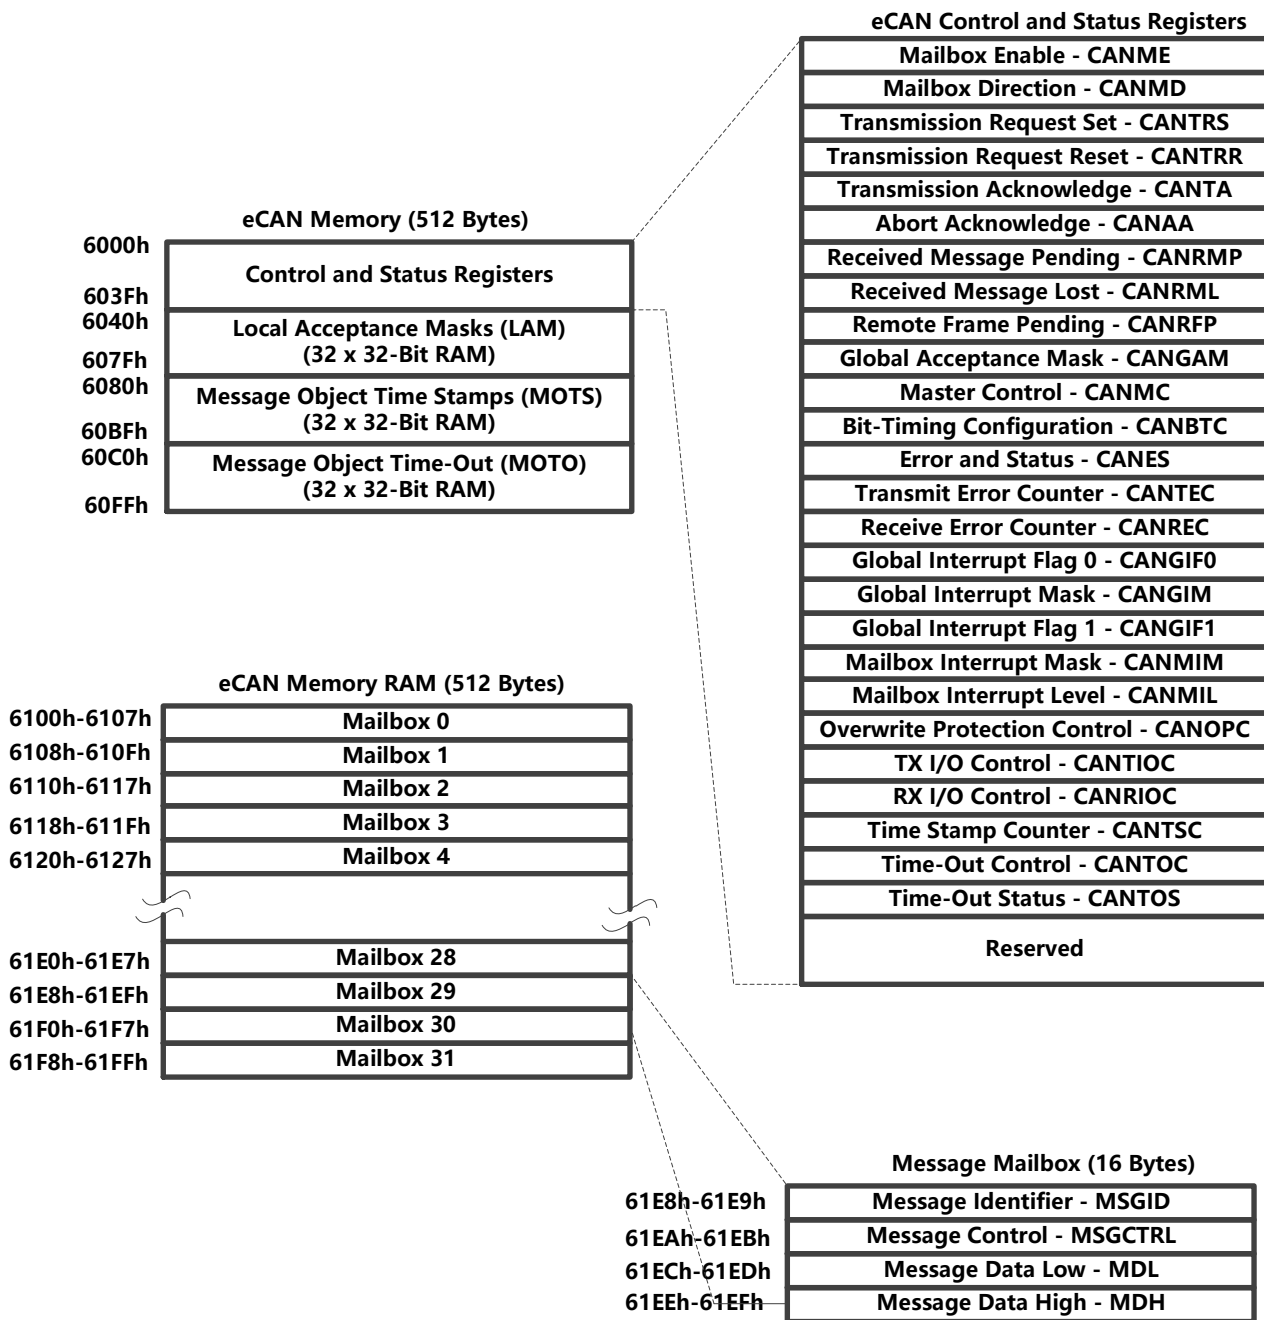 eCAN Control and Status Registers
Mailbox Enable - CANME
Mailbox Direction - CANMD
Transmission Request Set - CANTRS
Transmission Request Reset - CANTRR
Transmission Acknowledge - CANTA
Abort Acknowledge - CANAA
Received Message Pending - CANRMP
Received Message Lost - CANRML
Remote Frame Pending - CANRFP
Global Acceptance Mask - CANGAM
Master Control - CANMC
Bit-Timing Configuration - CANBTC
Error and Status - CANES
Transmit Error Counter - CANTEC
Receive Error Counter - CANREC
Global Interrupt Flag 0 - CANGIF0
Global Interrupt Mask - CANGIM
Global Interrupt Flag 1 - CANGIF1
Mailbox Interrupt Mask - CANMIM
Mailbox Interrupt Level - CANMIL
Overwrite Protection Control - CANOPC
TX I/O Control - CANTIOC
RX I/O Control - CANRIOC
Time Stamp Counter - CANTSC
Time-Out Control - CANTOC
Time-Out Status - CANTOS
Reserved
eCAN Memory (512 Bytes)
6000h
Control and Status Registers
603Fh
6040h
Local Acceptance Masks (LAM)
(32 x 32-Bit RAM)
607Fh
6080h
Message Object Time Stamps (MOTS)
(32 x 32-Bit RAM)
60BFh
60C0h
Message Object Time-Out (MOTO)
(32 x 32-Bit RAM)
60FFh
eCAN Memory RAM (512 Bytes)
6100h-6107h Mailbox 0
6108h-610Fh Mailbox 1
6110h-6117h Mailbox 2
6118h-611Fh Mailbox 3
6120h-6127h Mailbox 4
61E0h-61E7h Mailbox 28
61E8h-61EFh Mailbox 29
61F0h-61F7h Mailbox 30
61F8h-61FFh Mailbox 31
Message Mailbox (16 Bytes)
61E8h-61E9h Message Identifier - MSGID
61EAh-61EBh Message Control - MSGCTRL
61ECh-61EDh Message Data Low - MDL
61EEh-61EFh Message Data High - MDH